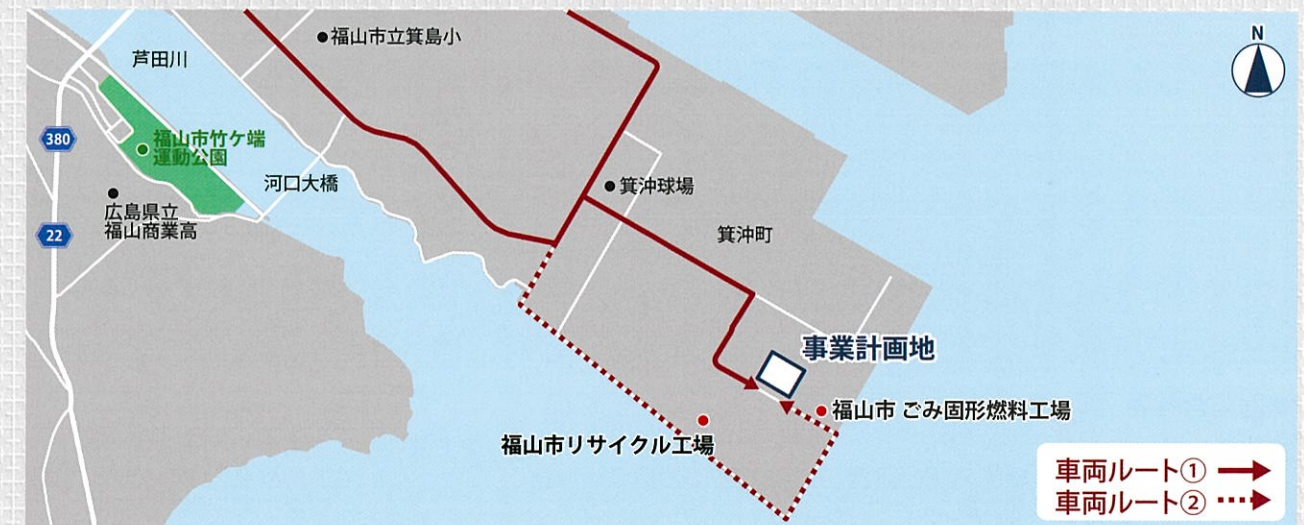 芦田川
●福山市立箕島小
N
380
福山市竹ケ端
運動公園
河口大橋
●箕沖球場
広島県立
福山商業高
22
箕沖町
事業計画地
福山市 ごみ固形燃料工場
福山市リサイクル工場
車両ルート①
車両ルート②